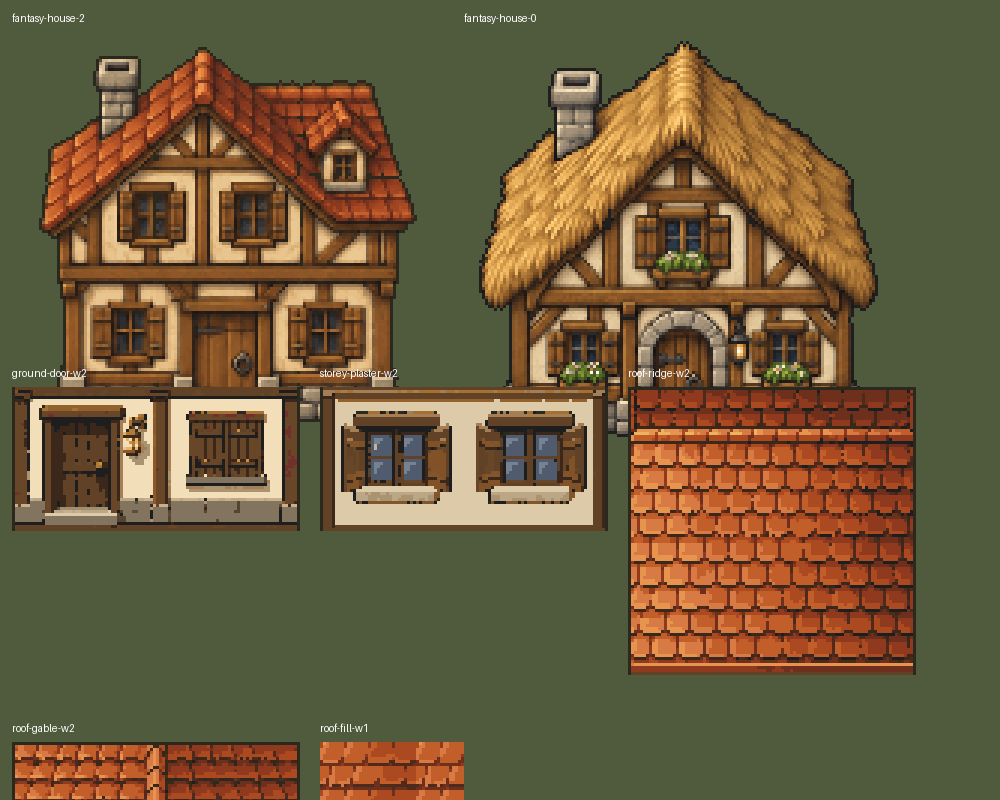 fantasy-house-2
fantasy-house-0
ground-door-w2
storey-plaster-w2
roof-ridge-w2
roof-gable-w2
roof-fill-w1